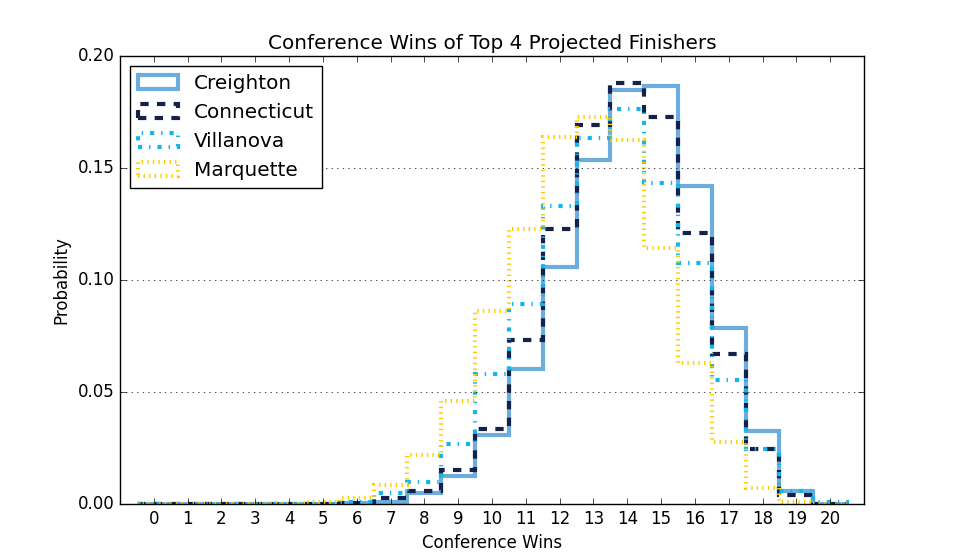 Conference Wins of Top 4 Projected Finishers
0.20
Creighton
Connecticut
Villanova
Marquette
0.15
0.10
0.05
0.00
Probability
0 1 2 3 4 5 6 7 8 9 10 11 12 13 14 15 16 17 18 19 20
Conference Wins